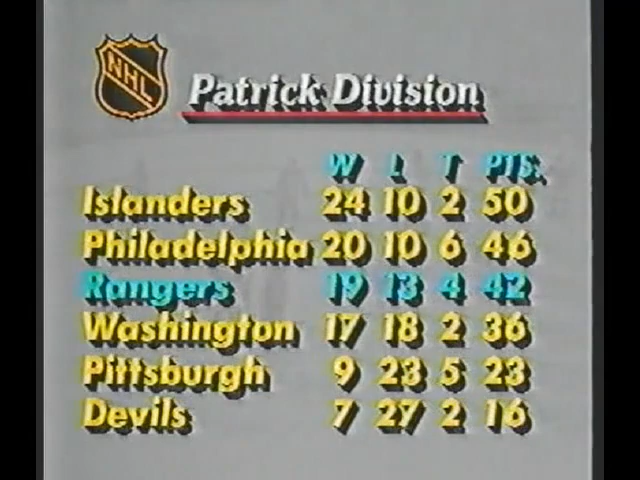 NHL
Patrick Division
W L T PTS.
Islanders 24 10 2 50
Philadelphia 20 10 6 46
Rangers 19 13 4 42
Washington 17 18 2 36
Pittsburgh 9 23 5 23
Devils 7 27 2 16